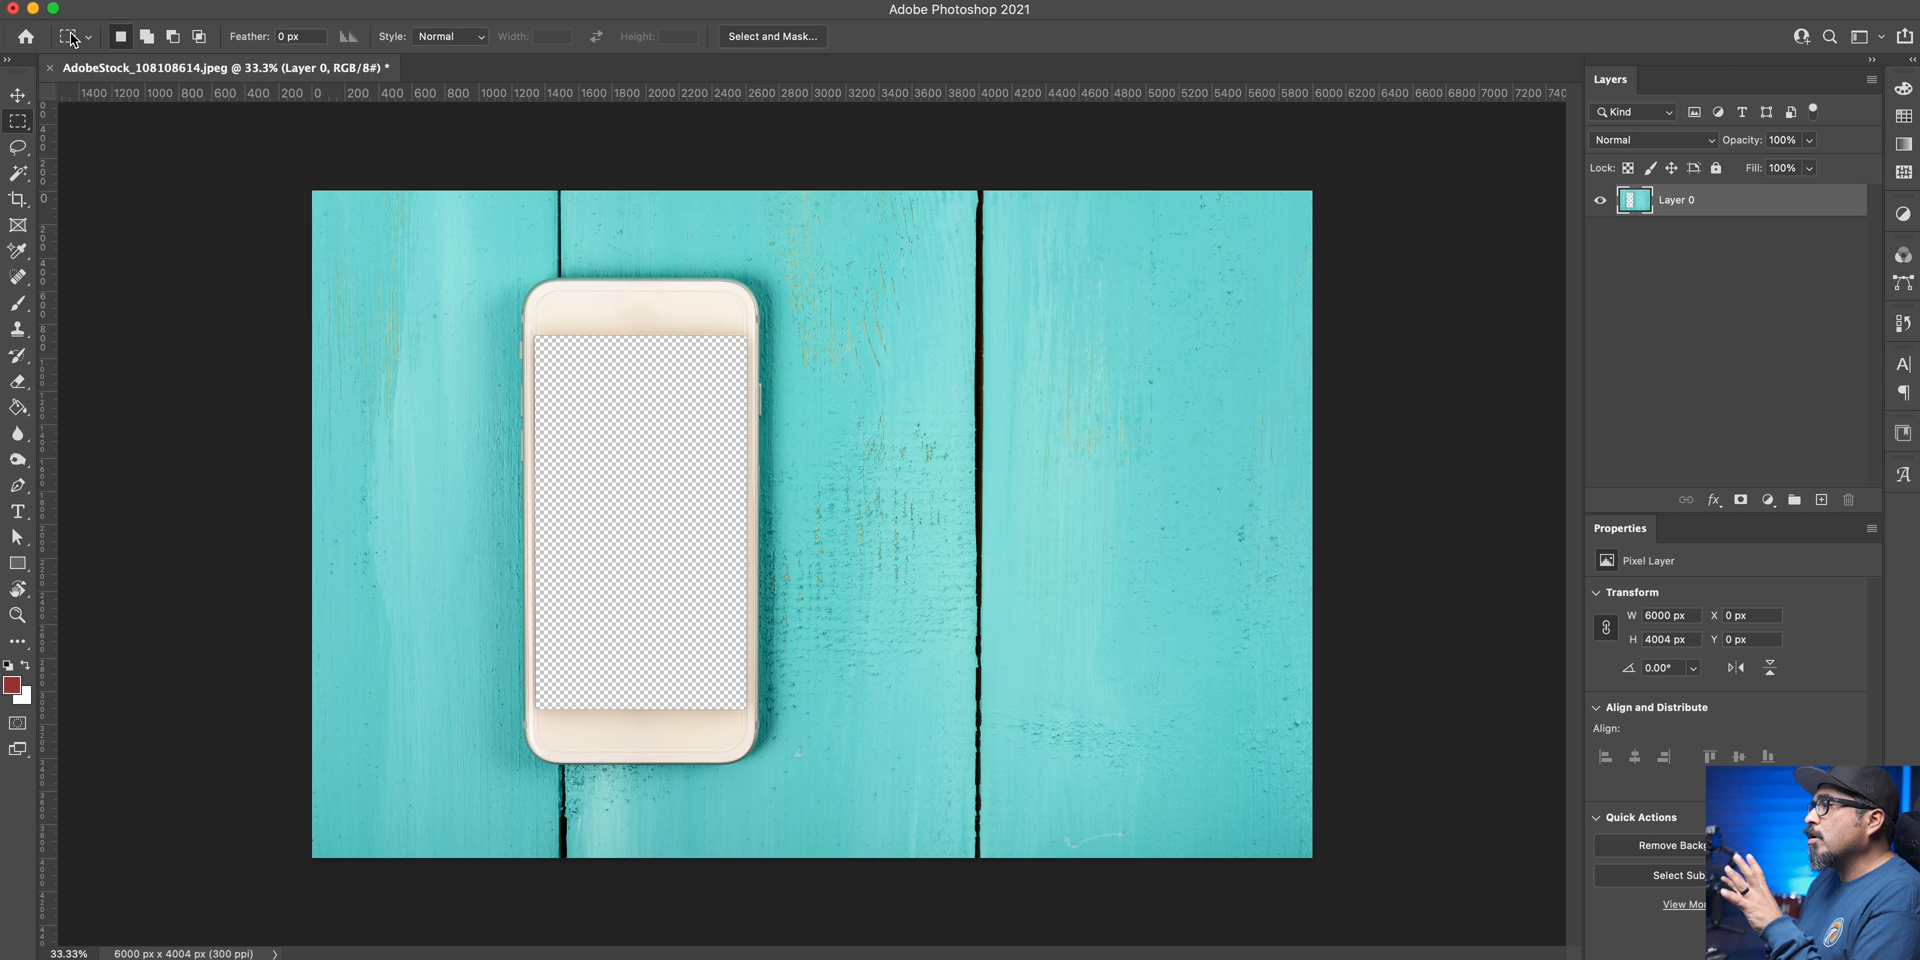 Adobe Photoshop 2021
Feather: 0 px
Style: Normal
Width:
Height:
Select and Mask...
AdobeStock_108108614.jpeg @ 33.3% (Layer 0, RGB/8#) *
1400 1200 1000 800 600 400 200 0 200 400 600 800 1000 1200 1400 1600 1800 2000 2200 2400 2600 2800 3000 3200 3400 3600 3800 4000 4200 4400 4600 4800 5000 5200 5400 5600 5800 6000 6200 6400 6600 6800 7000 7200 740
Layers
Kind
Normal
Opacity: 100%
Lock:
Fill: 100%
Layer 0
fx
Properties
Pixel Layer
Transform
W 6000 px X 0 px
H 4004 px Y 0 px
0.00°
Align and Distribute
Align:
Quick Actions
Remove Backg
Select Sub
View Mor
33.33%
6000 px x 4004 px (300 ppi)